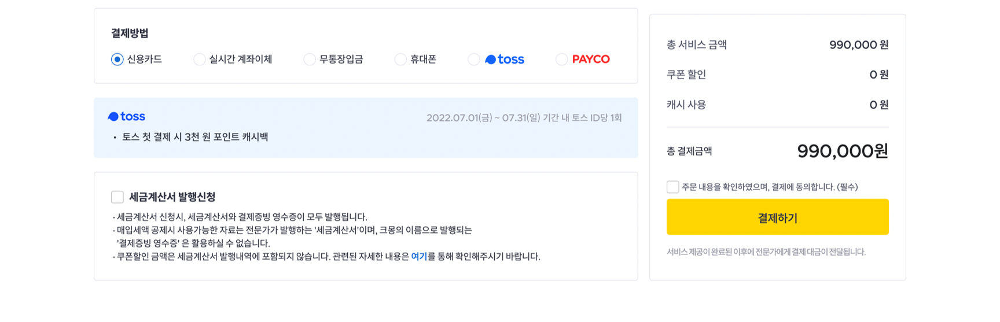 결제방법
신용카드 실시간 계좌이체 무통장입금 휴대폰 toss PAYCO
toss 2022.07.01(금) ~ 07.31(일) 기간 내 토스 ID당 1회
• 토스 첫 결제 시 3천 원 포인트 캐시백
세금계산서 발행신청
· 세금계산서 신청시, 세금계산서와 결제증빙 영수증이 모두 발행됩니다.
· 매입세액 공제시 사용가능한 자료는 전문가가 발행하는 '세금계산서'이며, 크몽의 이름으로 발행되는
'결제증빙 영수증' 은 활용하실 수 없습니다.
· 쿠폰할인 금액은 세금계산서 발행내역에 포함되지 않습니다. 관련된 자세한 내용은 여기를 통해 확인해주시기 바랍니다.
총 서비스 금액 990,000 원
쿠폰 할인 0 원
캐시 사용 0 원
총 결제금액 990,000원
주문 내용을 확인하였으며, 결제에 동의합니다. (필수)
결제하기
서비스 제공이 완료된 이후에 전문가에게 결제 대금이 전달됩니다.